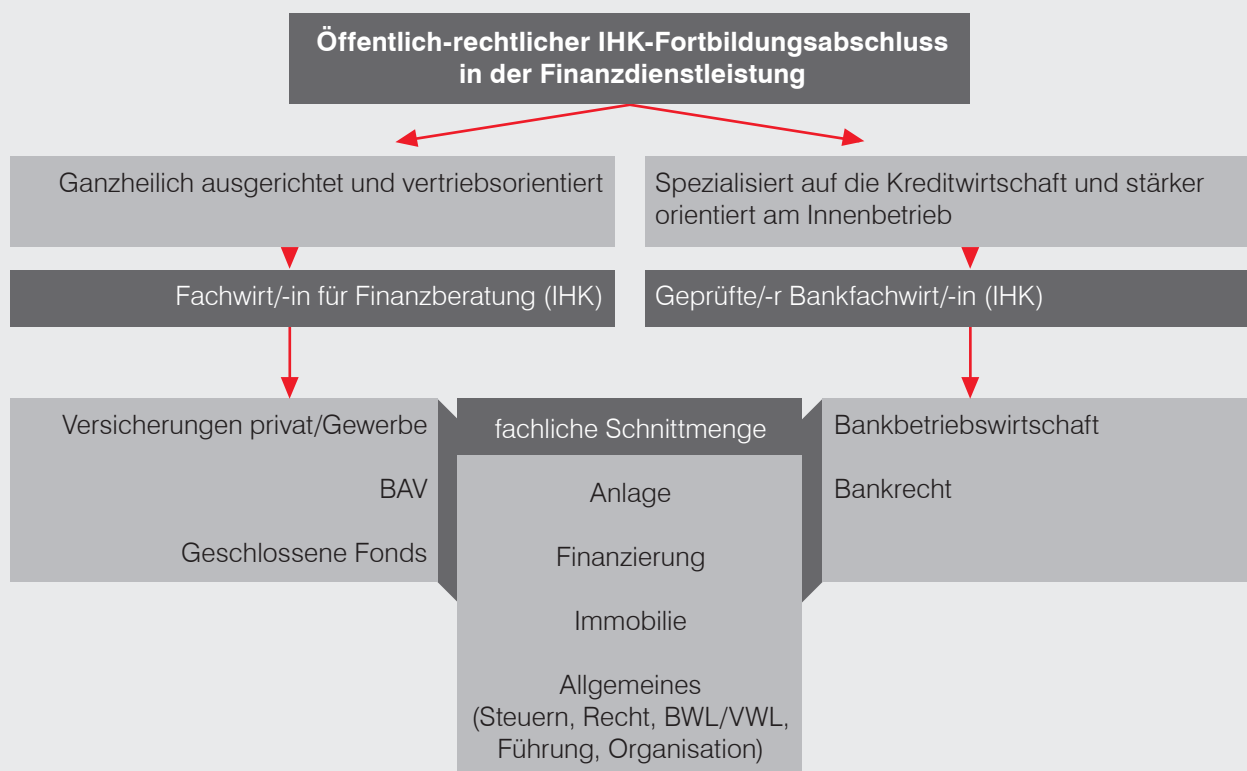 Öffentlich-rechtlicher IHK-Fortbildungsabschluss
in der Finanzdienstleistung
Ganzheilich ausgerichtet und vertriebsorientiert
Spezialisiert auf die Kreditwirtschaft und stärker
orientiert am Innenbetrieb
Fachwirt/-in für Finanzberatung (IHK)
Geprüfte/-r Bankfachwirt/-in (IHK)
Versicherungen privat/Gewerbe
BAV
Geschlossene Fonds
fachliche Schnittmenge
Anlage
Finanzierung
Immobilie
Allgemeines
(Steuern, Recht, BWL/VWL,
Führung, Organisation)
Bankbetriebswirtschaft
Bankrecht